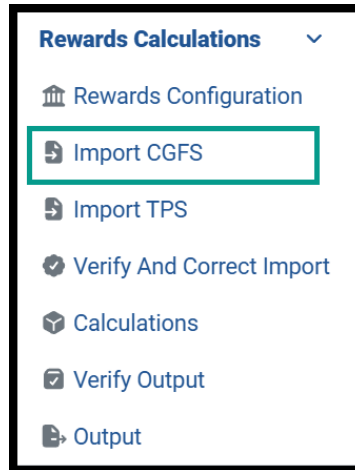 Rewards Calculations
Rewards Configuration
Import CGFS
Import TPS
Verify And Correct Import
Calculations
Verify Output
Output